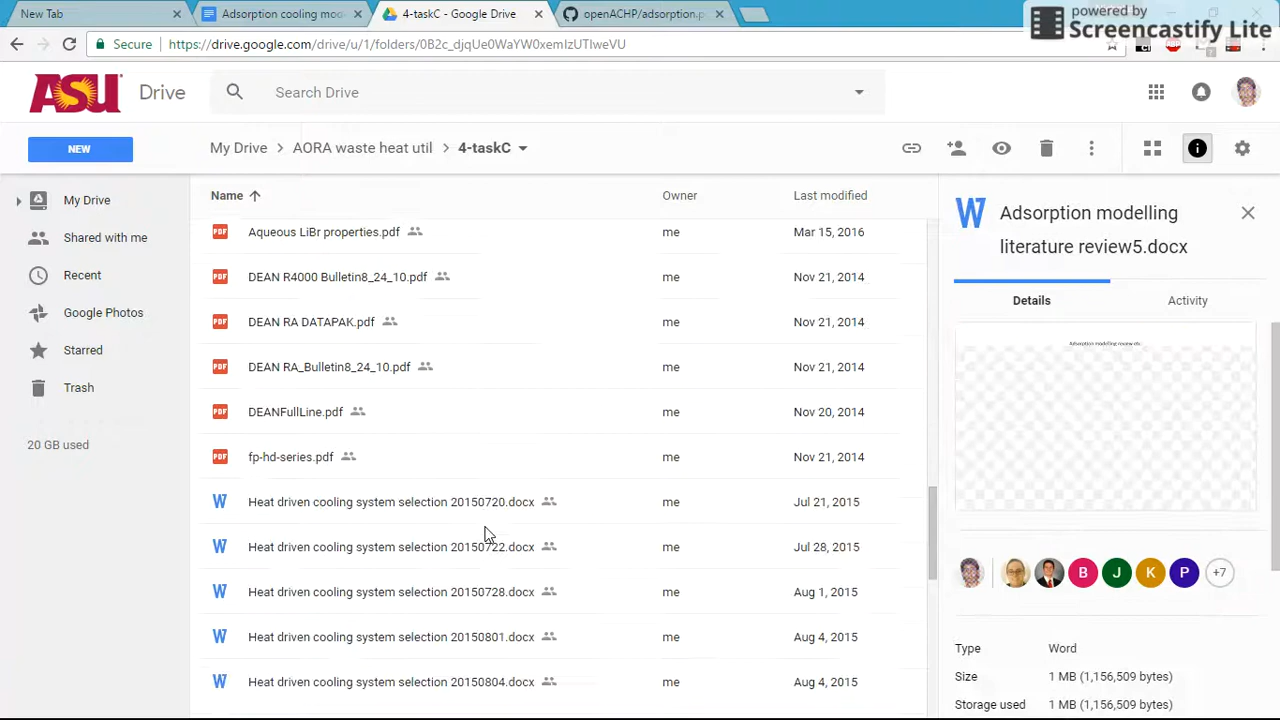 New Tab
Adsorption cooling m
4-taskC - Google Drive
openACHP/adsorption.p
powered by
Screencastify Lite
Secure
https://drive.google.com/drive/u/1/folders/
ASU Drive
Search Drive
NEW
My Drive > AORA waste heat util > 4-taskC
My Drive
Shared with me
Recent
Google Photos
Starred
Trash
20 GB used
Name
Owner
Last modified
Aqueous LiBr properties.pdf me Mar 15, 2016
DEAN R4000 Bulletin8_24_10.pdf me Nov 21, 2014
DEAN RA DATAPAK.pdf me Nov 21, 2014
DEAN RA_Bulletin8_24_10.pdf me Nov 21, 2014
DEANFullLine.pdf me Nov 20, 2014
fp-hd-series.pdf me Nov 21, 2014
Heat driven cooling system selection 20150720.docx me Jul 21, 2015
Heat driven cooling system selection 20150722.docx me Jul 28, 2015
Heat driven cooling system selection 20150728.docx me Aug 1, 2015
Heat driven cooling system selection 20150801.docx me Aug 4, 2015
Heat driven cooling system selection 20150804.docx me Aug 4, 2015
W Adsorption modelling
literature review5.docx
Details
Activity
B J K P +7
Type Word
Size 1 MB (1,156,509 bytes)
Storage used 1 MB (1,156,509 bytes)